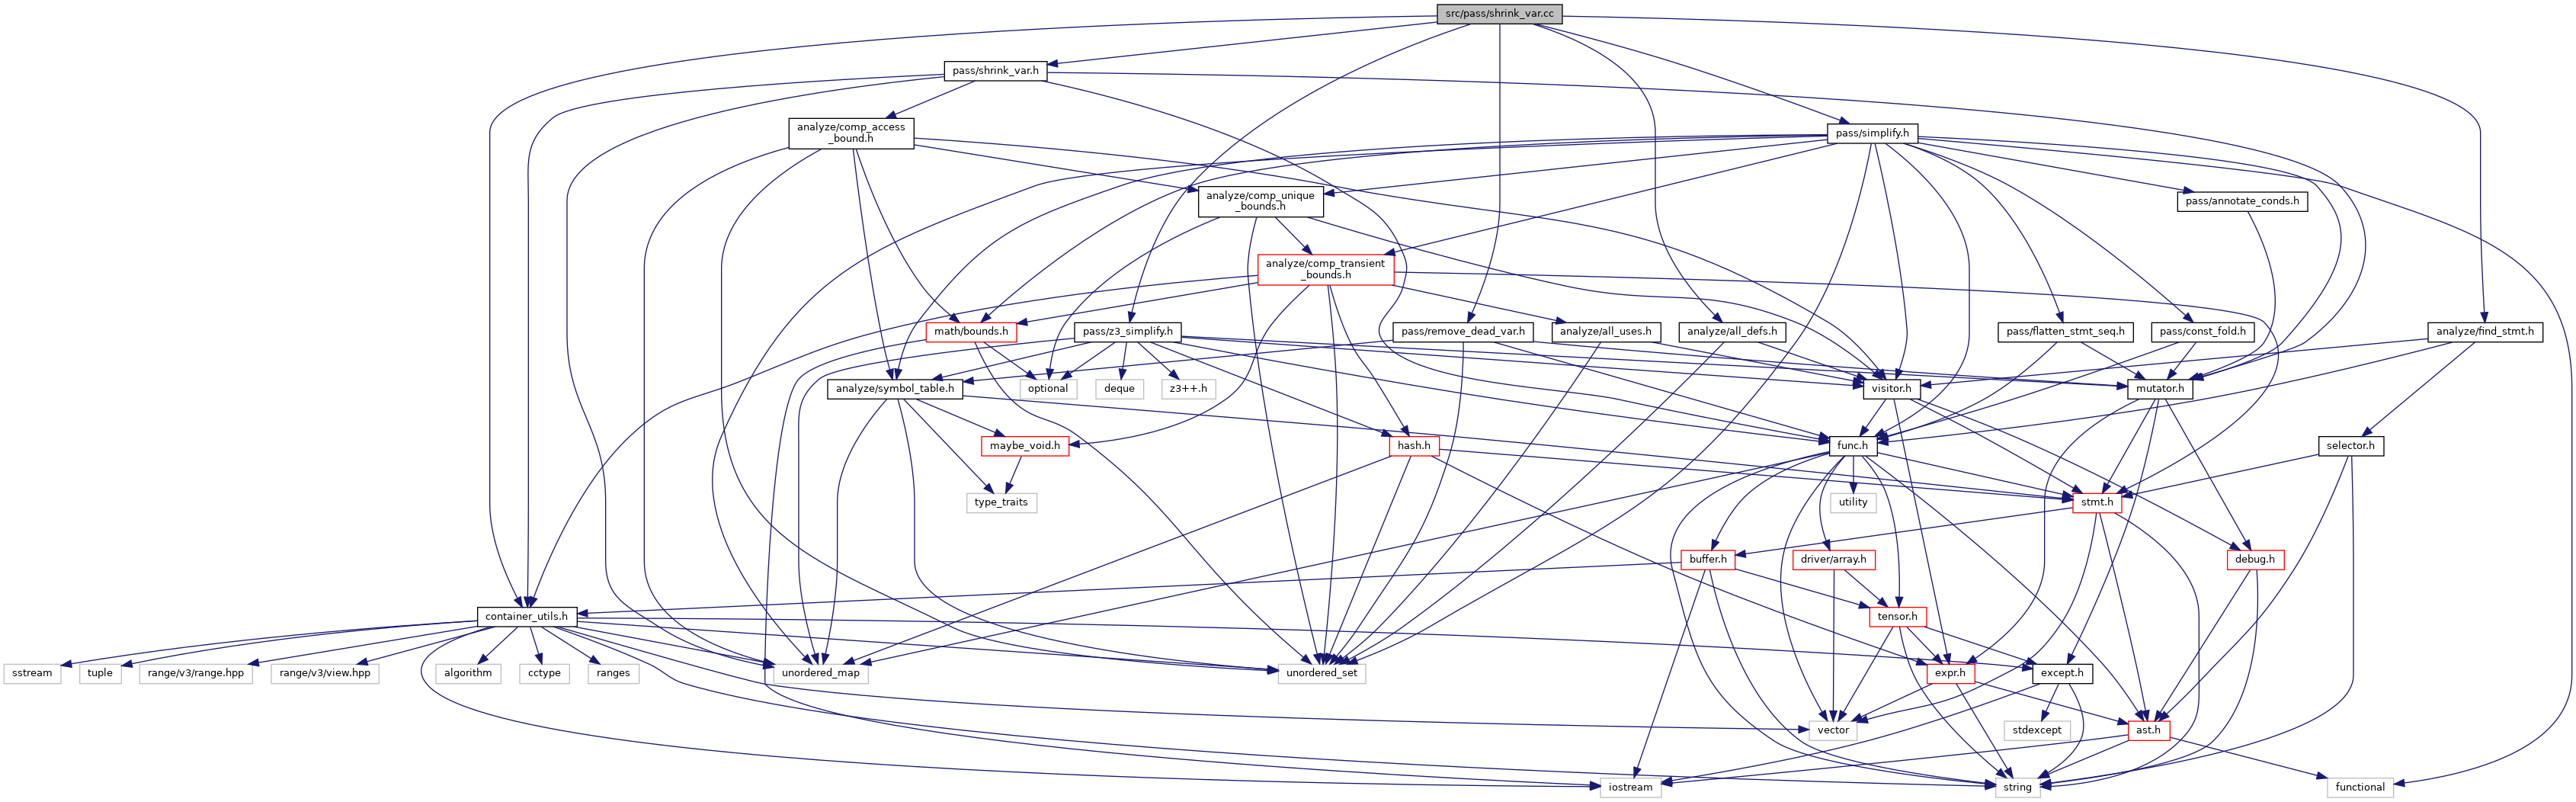 src/pass/shrink_var.cc
pass/shrink_var.h
analyze/comp_access
_bound.h
pass/simplify.h
analyze/comp_unique
_bounds.h
pass/annotate_conds.h
analyze/comp_transient
_bounds.h
math/bounds.h
pass/z3_simplify.h
pass/remove_dead_var.h
analyze/all_uses.h
analyze/all_defs.h
pass/flatten_stmt_seq.h
pass/const_fold.h
analyze/find_stmt.h
analyze/symbol_table.h
optional
deque
z3++.h
visitor.h
mutator.h
maybe_void.h
hash.h
func.h
selector.h
type_traits
utility
stmt.h
buffer.h
driver/array.h
debug.h
container_utils.h
tensor.h
sstream
tuple
range/v3/range.hpp
range/v3/view.hpp
algorithm
cctype
ranges
unordered_map
unordered_set
expr.h
except.h
vector
stdexcept
ast.h
iostream
string
functional